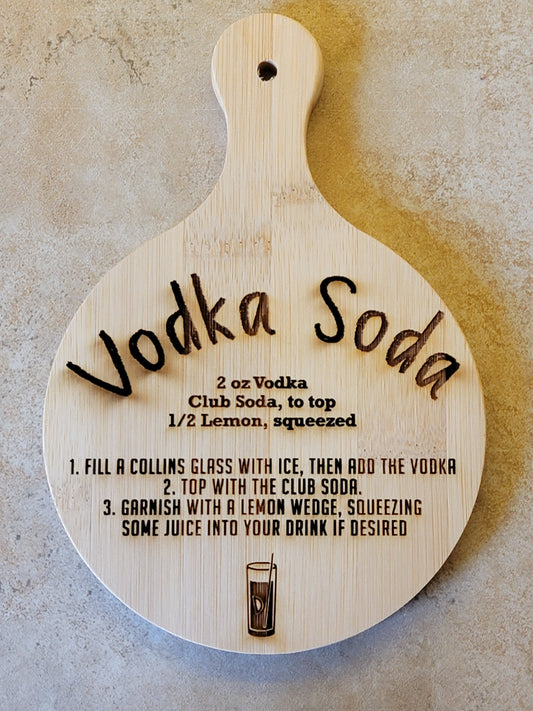 Vodka Soda
2 oz Vodka
Club Soda, to top
1/2 Lemon, squeezed
1. FILL A COLLINS GLASS WITH ICE, THEN ADD THE VODKA
2. TOP WITH THE CLUB SODA.
3. GARNISH WITH A LEMON WEDGE, SQUEEZING
SOME JUICE INTO YOUR DRINK IF DESIRED